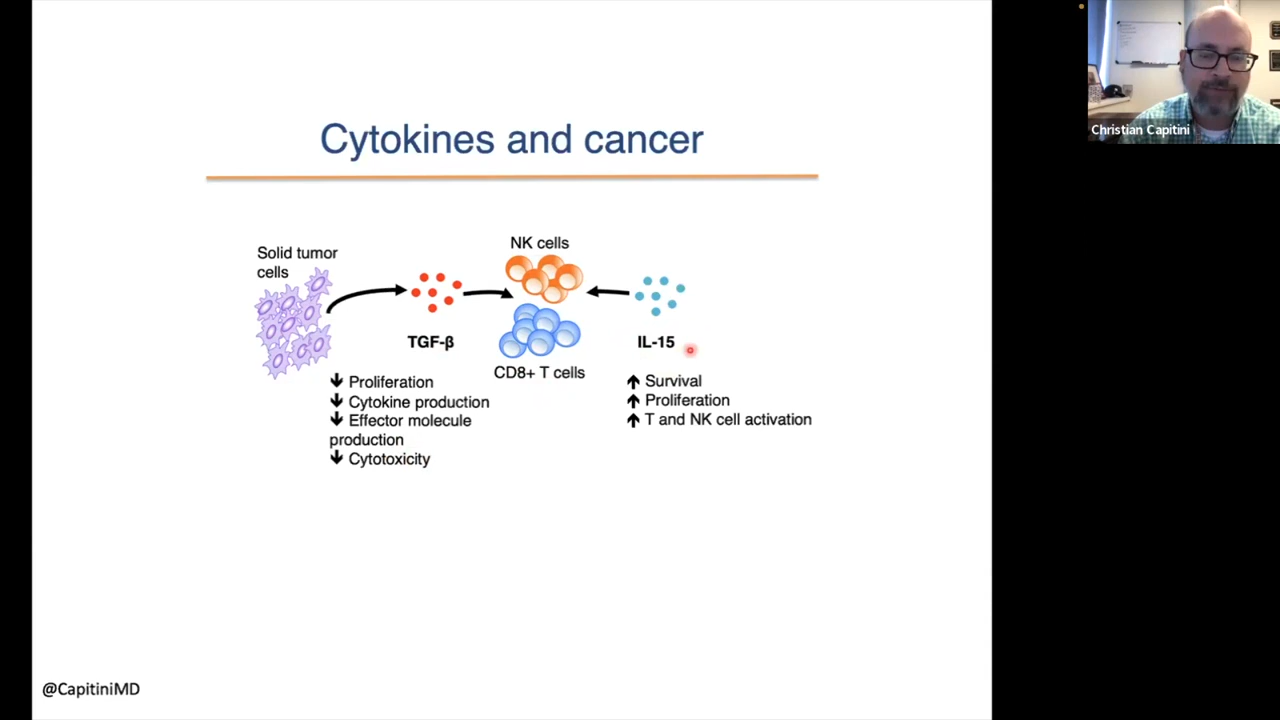 Cytokines and cancer
Christian Capitini
Solid tumor
cells
NK cells
TGF-β
IL-15
CD8+ T cells
🡓 Proliferation
🡓 Cytokine production
🡓 Effector molecule
production
🡓 Cytotoxicity
🡑 Survival
🡑 Proliferation
🡑 T and NK cell activation
@CapitiniMD